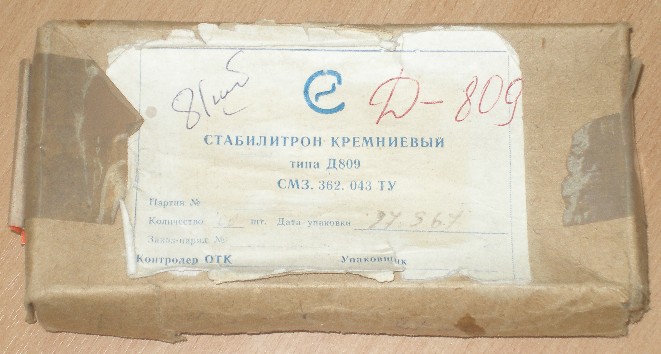 Д-809
СТАБИЛИТРОН КРЕМНИЕВЫЙ
типа Д809
СМЗ. 362. 043 ТУ
Партия №
Количество шт. Дата упаковки
Заказ-наряд №
Контролер ОТК Упаковщик